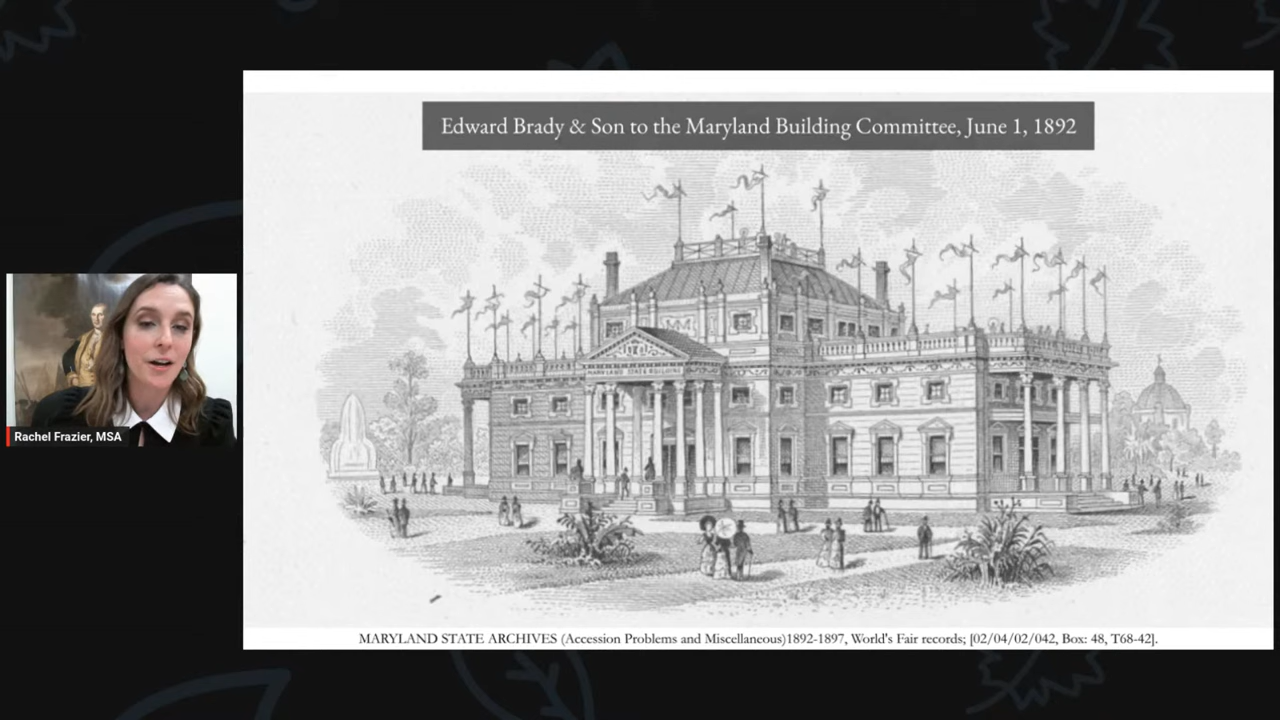 Edward Brady & Son to the Maryland Building Committee, June 1, 1892
Rachel Frazier, MSA
MARYLAND STATE ARCHIVES (Accession Problems and Miscellaneous)1892-1897, World's Fair records; [02/04/02/042, Box: 48, T68-42].